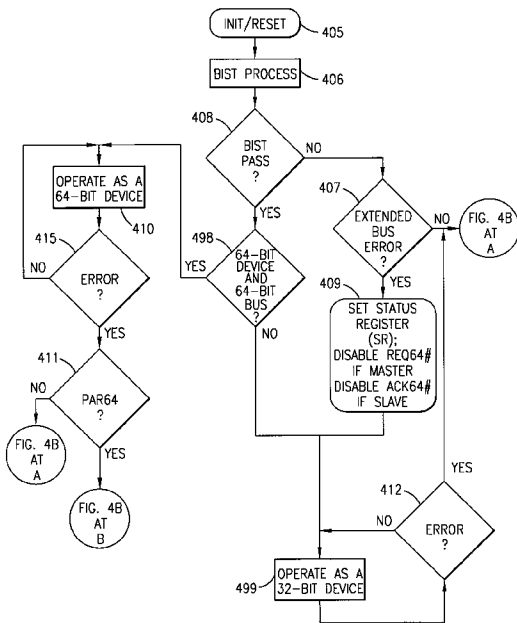 INIT/RESET
405
BIST PROCESS
406
408
BIST
PASS
?
NO
YES
407
EXTENDED
BUS
ERROR
?
NO
FIG. 4B
AT
A
YES
OPERATE AS A
64-BIT DEVICE
410
498
64-BIT
DEVICE
AND
64-BIT
BUS
?
YES
NO
415
ERROR
?
NO
YES
409
SET STATUS
REGISTER
(SR);
DISABLE REQ64#
IF MASTER
DISABLE ACK64#
IF SLAVE
411
PAR64
?
NO
YES
FIG. 4B
AT
A
FIG. 4B
AT
B
412
ERROR
?
YES
NO
499
OPERATE AS A
32-BIT DEVICE